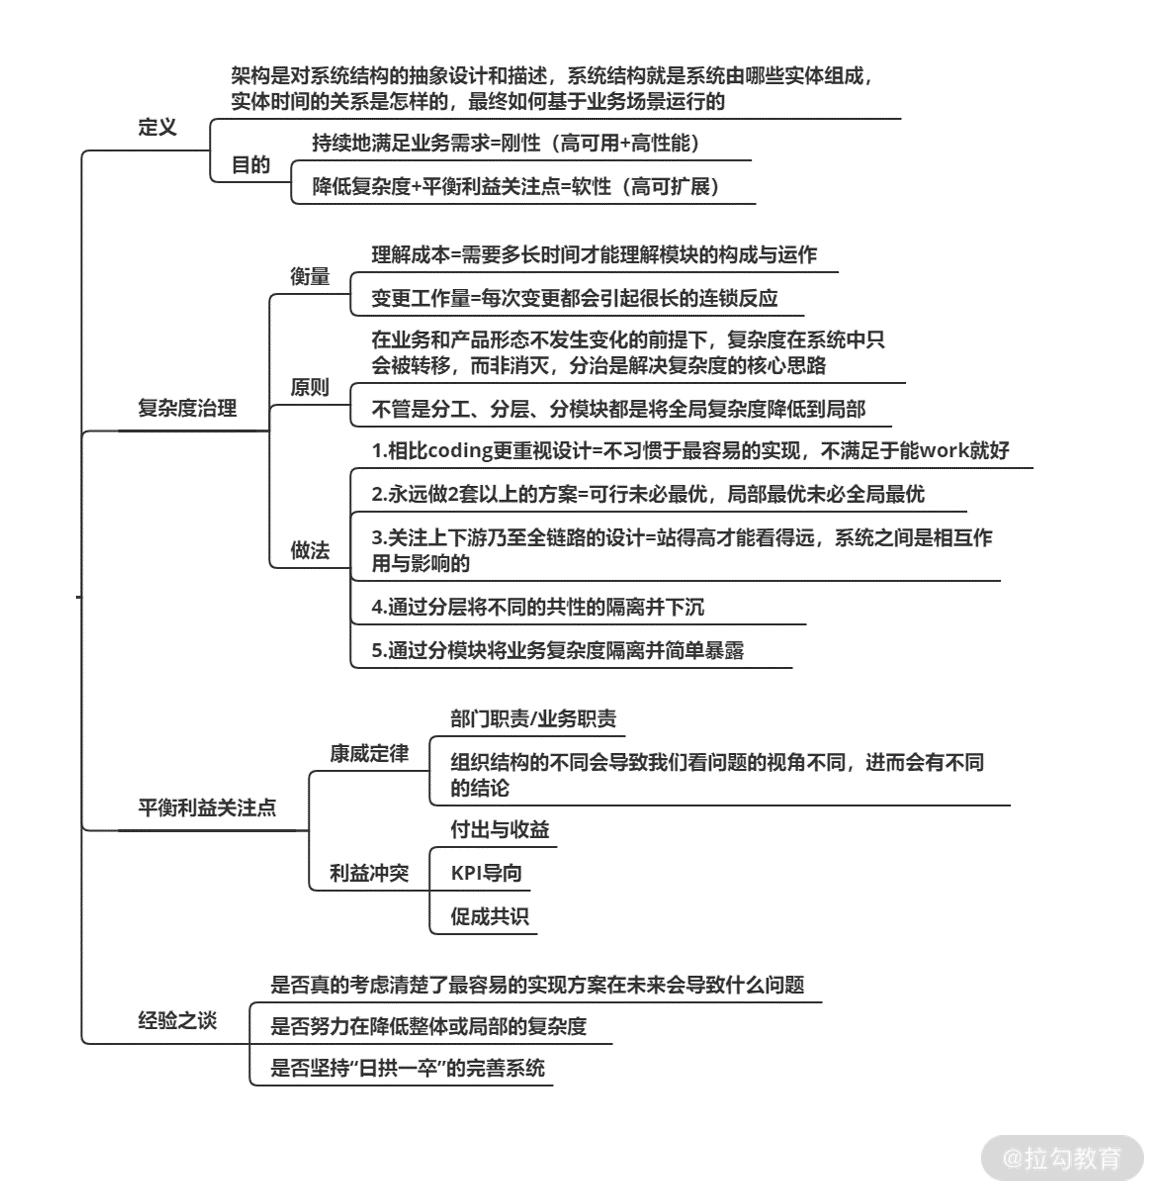 架构是对系统结构的抽象设计和描述，系统结构就是系统由哪些实体组成，
实体时间的关系是怎样的，最终如何基于业务场景运行的
定义
目的
持续地满足业务需求=刚性（高可用+高性能）
降低复杂度+平衡利益关注点=软性（高可扩展）
复杂度治理
衡量
理解成本=需要多长时间才能理解模块的构成与运作
变更工作量=每次变更都会引起很长的连锁反应
原则
在业务和产品形态不发生变化的前提下，复杂度在系统中只
会被转移，而非消灭，分治是解决复杂度的核心思路
不管是分工、分层、分模块都是将全局复杂度降低到局部
做法
1.相比coding更重视设计=不习惯于最容易的实现，不满足于能work就好
2.永远做2套以上的方案=可行未必最优，局部最优未必全局最优
3.关注上下游乃至全链路的设计=站得高才能看得远，系统之间是相互作
用与影响的
4.通过分层将不同的共性的隔离并下沉
5.通过分模块将业务复杂度隔离并简单暴露
平衡利益关注点
康威定律
部门职责/业务职责
组织结构的不同会导致我们看问题的视角不同，进而会有不同
的结论
利益冲突
付出与收益
KPI导向
促成共识
经验之谈
是否真的考虑清楚了最容易的实现方案在未来会导致什么问题
是否努力在降低整体或局部的复杂度
是否坚持“日拱一卒”的完善系统
@拉勾教育